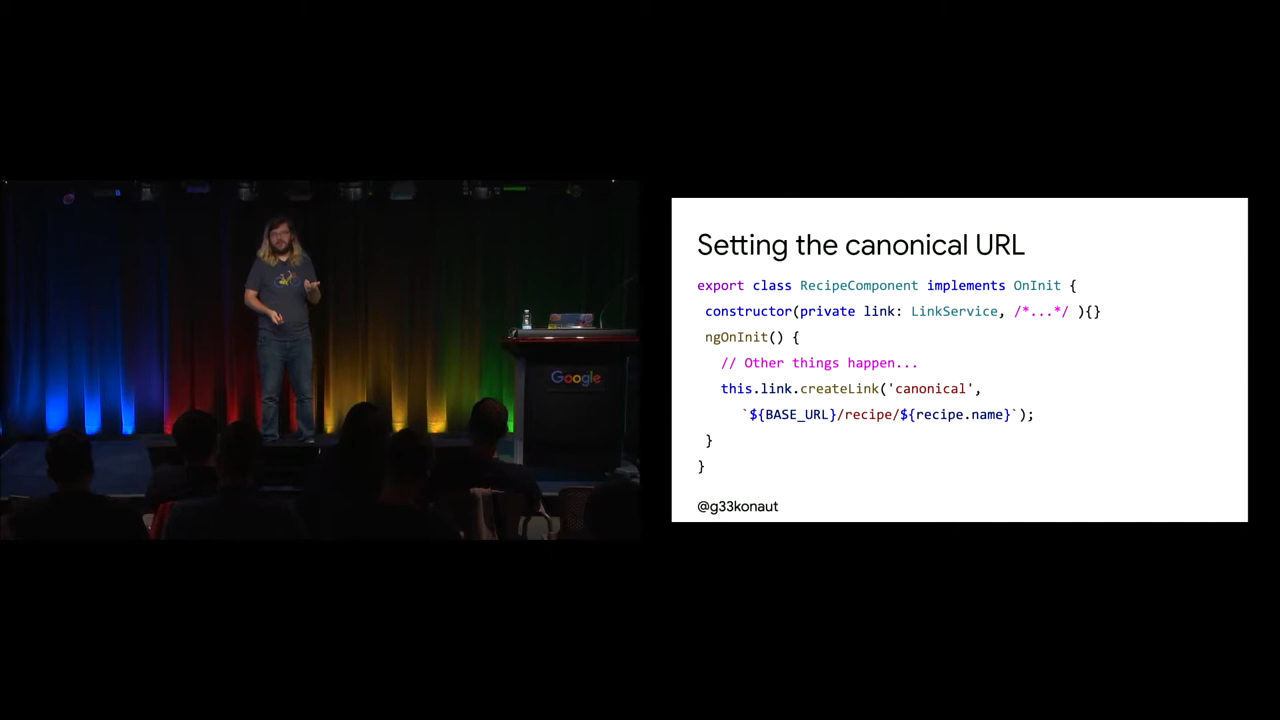 Google
Setting the canonical URL
export class RecipeComponent implements OnInit {
constructor(private link: LinkService, /*...*/ ){}
ngOnInit() {
// Other things happen...
this.link.createLink('canonical',
`${BASE_URL}/recipe/${recipe.name}`);
}
}
@g33konaut